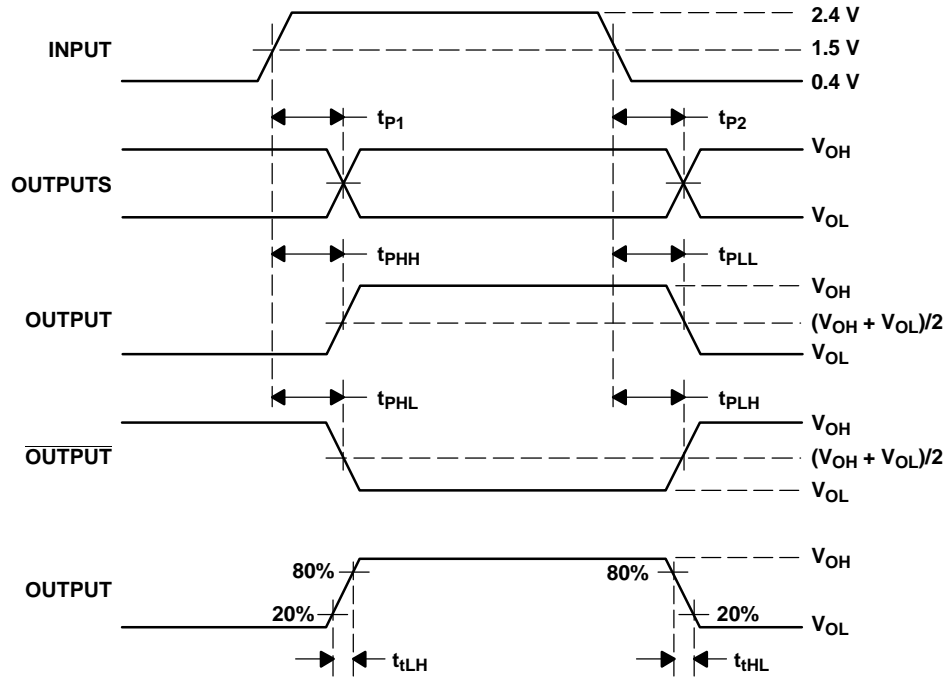 2.4 V
INPUT
1.5 V
0.4 V
tP1
tP2
VOH
OUTPUTS
VOL
tPHH
tPLL
VOH
OUTPUT
(VOH + VOL)/2
VOL
tPHL
tPLH
VOH
OUTPUT
(VOH + VOL)/2
VOL
VOH
80%
80%
OUTPUT
20%
20%
VOL
ttLH
ttHL